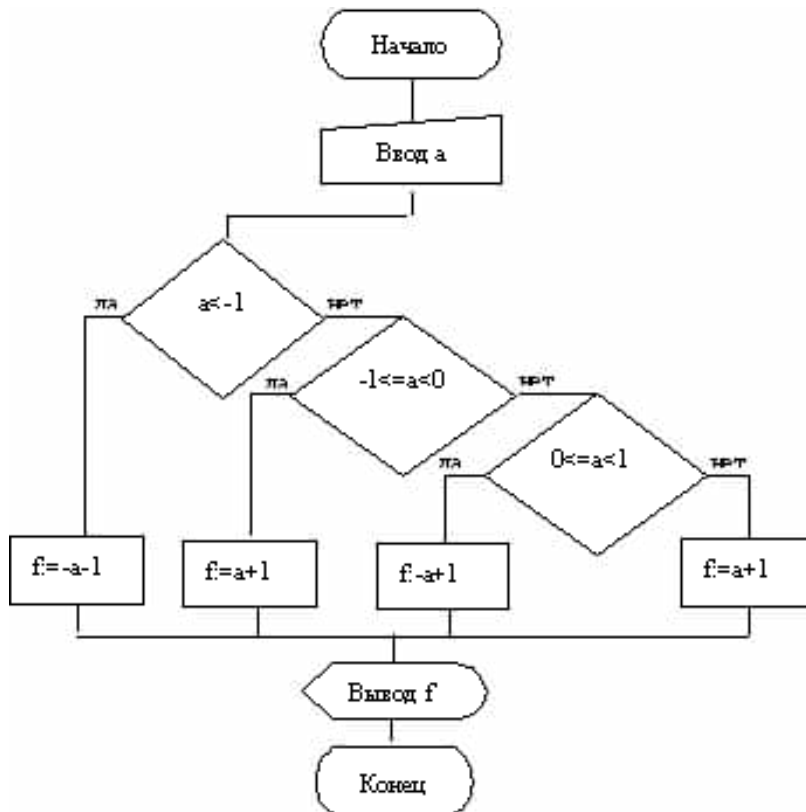 Начало
Ввод a
a<-1
да
нет
-1<=a<0
да
нет
0<=a<1
да
нет
f:=-a-1
f:=a+1
f:-a+1
f:=a+1
Вывод f
Конец